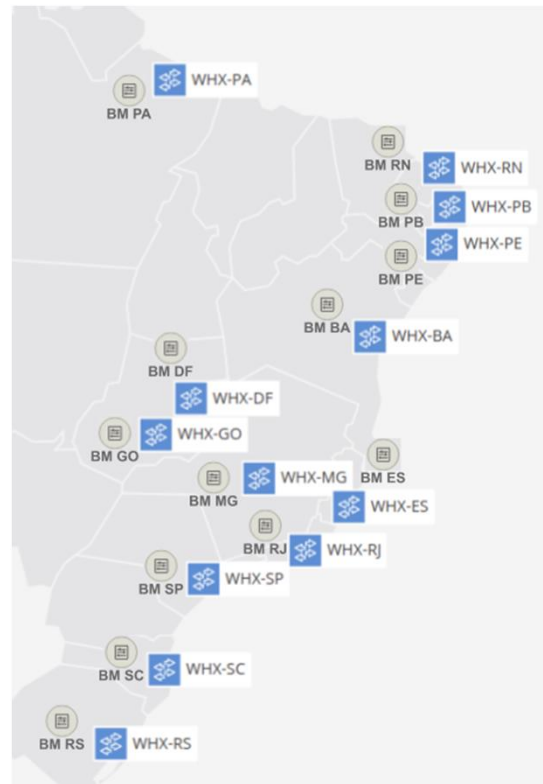 WHX-PA
BM PA
BM RN
WHX-RN
WHX-PB
BM PB
WHX-PE
BM PE
BM BA
WHX-BA
BM DF
WHX-DF
WHX-GO
BM GO
BM ES
WHX-MG
BM MG
WHX-ES
BM RJ
WHX-RJ
WHX-SP
BM SP
WHX-SC
BM SC
BM RS
WHX-RS